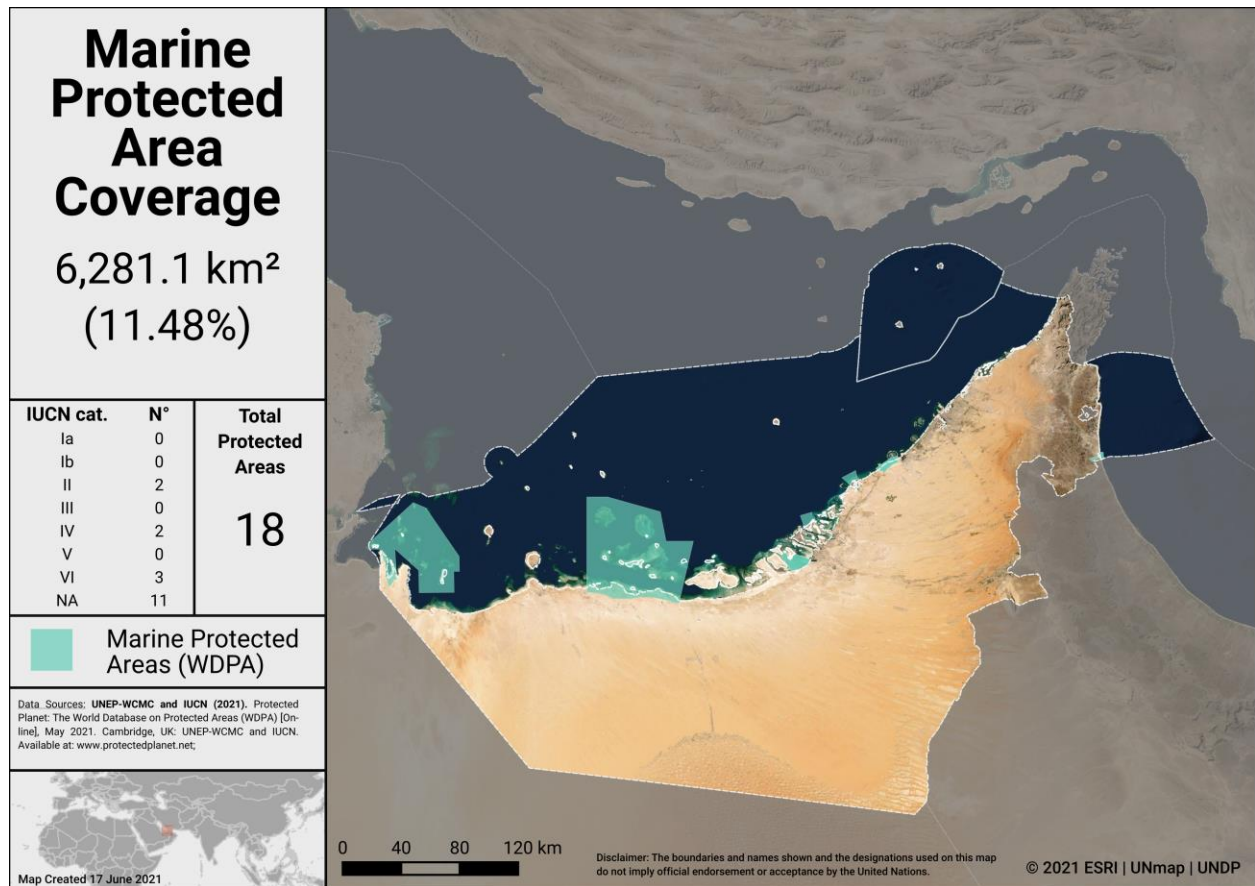 Marine
Protected
Area
Coverage
6,281.1 km²
(11.48%)
IUCN cat. N°
Ia 0
Ib 0
II 2
III 0
IV 2
V 0
VI 3
NA 11
Total
Protected
Areas
18
Marine Protected
Areas (WDPA)
Data Sources: UNEP-WCMC and IUCN (2021). Protected
Planet: The World Database on Protected Areas (WDPA) [On-
line], May 2021. Cambridge, UK: UNEP-WCMC and IUCN.
Available at: www.protectedplanet.net;
Map Created 17 June 2021
0 40 80 120 km
Disclaimer: The boundaries and names shown and the designations used on this map
do not imply official endorsement or acceptance by the United Nations.
© 2021 ESRI | UNmap | UNDP